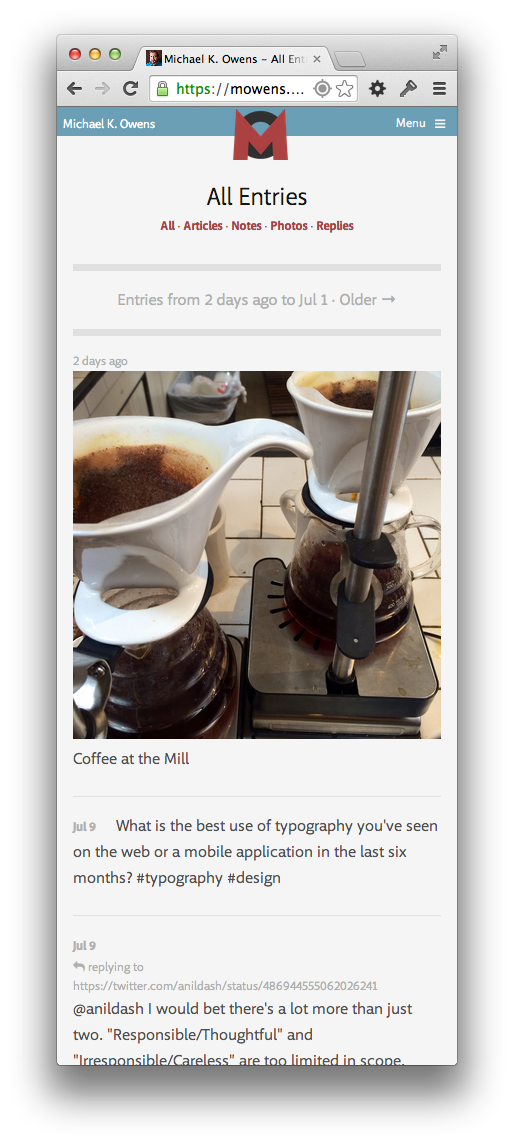 Michael K. Owens – All Ent
https://mowens....
Michael K. Owens
M
Menu
All Entries
All · Articles · Notes · Photos · Replies
Entries from 2 days ago to Jul 1 · Older →
2 days ago
Coffee at the Mill
Jul 9 What is the best use of typography you've seen
on the web or a mobile application in the last six
months? #typography #design
Jul 9
replying to
https://twitter.com/anildash/status/486944555062026241
@anildash I would bet there's a lot more than just
two. "Responsible/Thoughtful" and
"Irresponsible/Careless" are too limited in scope.